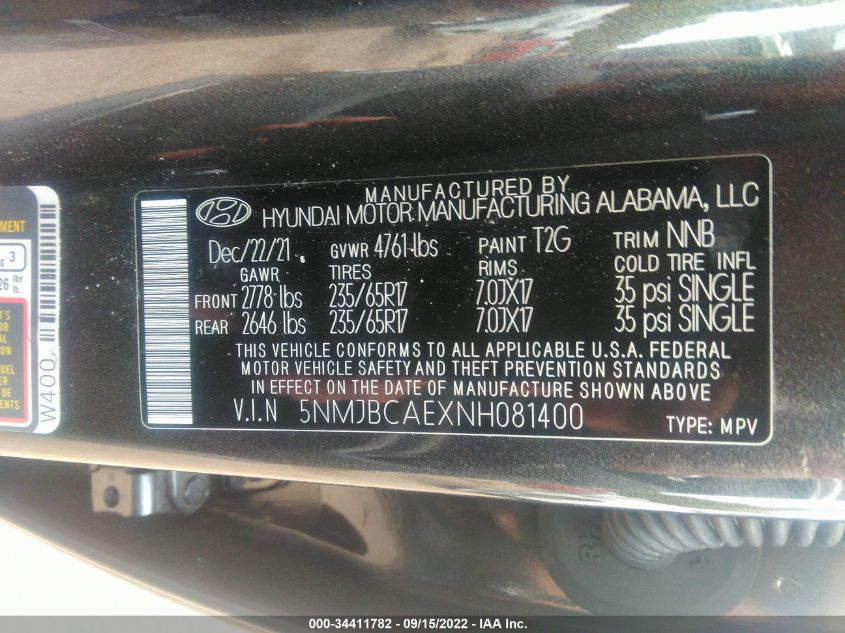 MANUFACTURED BY
HYUNDAI MOTOR MANUFACTURING ALABAMA, LLC
Dec/22/21 GVWR 4761 lbs PAINT T2G TRIM NNB
GAWR TIRES RIMS COLD TIRE INFL
FRONT 2778 lbs 235/65R17 7.0JX17 35 psi SINGLE
REAR 2646 lbs 235/65R17 7.0JX17 35 psi SINGLE
THIS VEHICLE CONFORMS TO ALL APPLICABLE U.S.A. FEDERAL
MOTOR VEHICLE SAFETY AND THEFT PREVENTION STANDARDS
IN EFFECT ON THE DATE OF MANUFACTURE SHOWN ABOVE
V.I.N 5NMJBCAEXNH081400 TYPE: MPV
W400
3
26
000-34411782 - 09/15/2022 - IAA Inc.